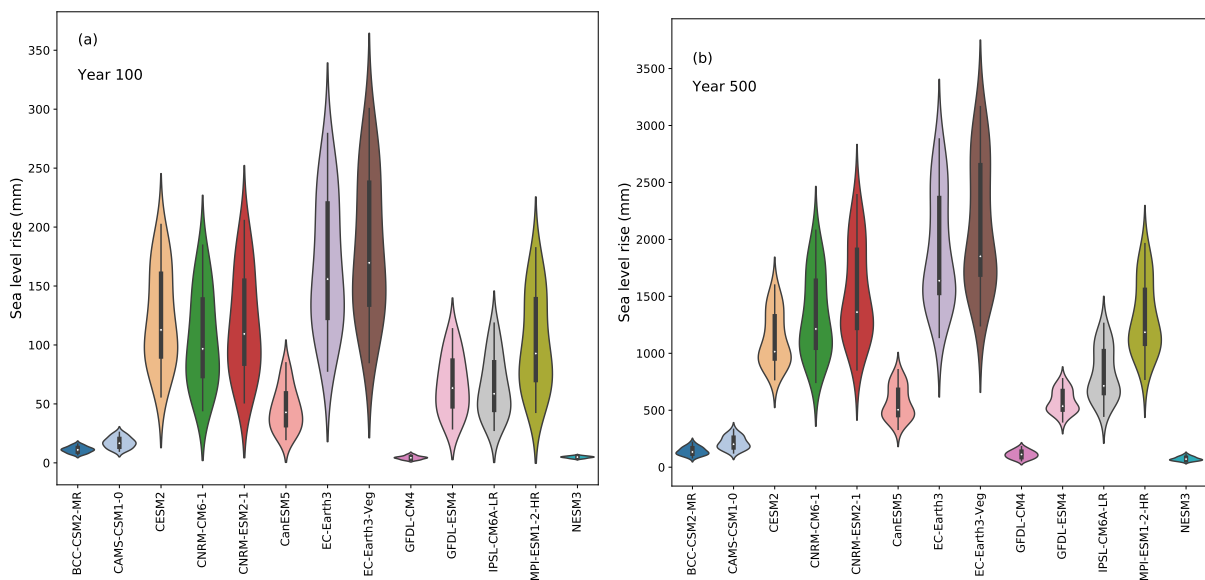 (a)
Year 100
Sea level rise (mm)
350
300
250
200
150
100
50
0
BCC-CSM2-MR
CAMS-CSM1-0
CESM2
CNRM-CM6-1
CNRM-ESM2-1
CanESM5
EC-Earth3
EC-Earth3-Veg
GFDL-CM4
GFDL-ESM4
IPSL-CM6A-LR
MPI-ESM1-2-HR
NESM3
(b)
Year 500
Sea level rise (mm)
3500
3000
2500
2000
1500
1000
500
0
BCC-CSM2-MR
CAMS-CSM1-0
CESM2
CNRM-CM6-1
CNRM-ESM2-1
CanESM5
EC-Earth3
EC-Earth3-Veg
GFDL-CM4
GFDL-ESM4
IPSL-CM6A-LR
MPI-ESM1-2-HR
NESM3